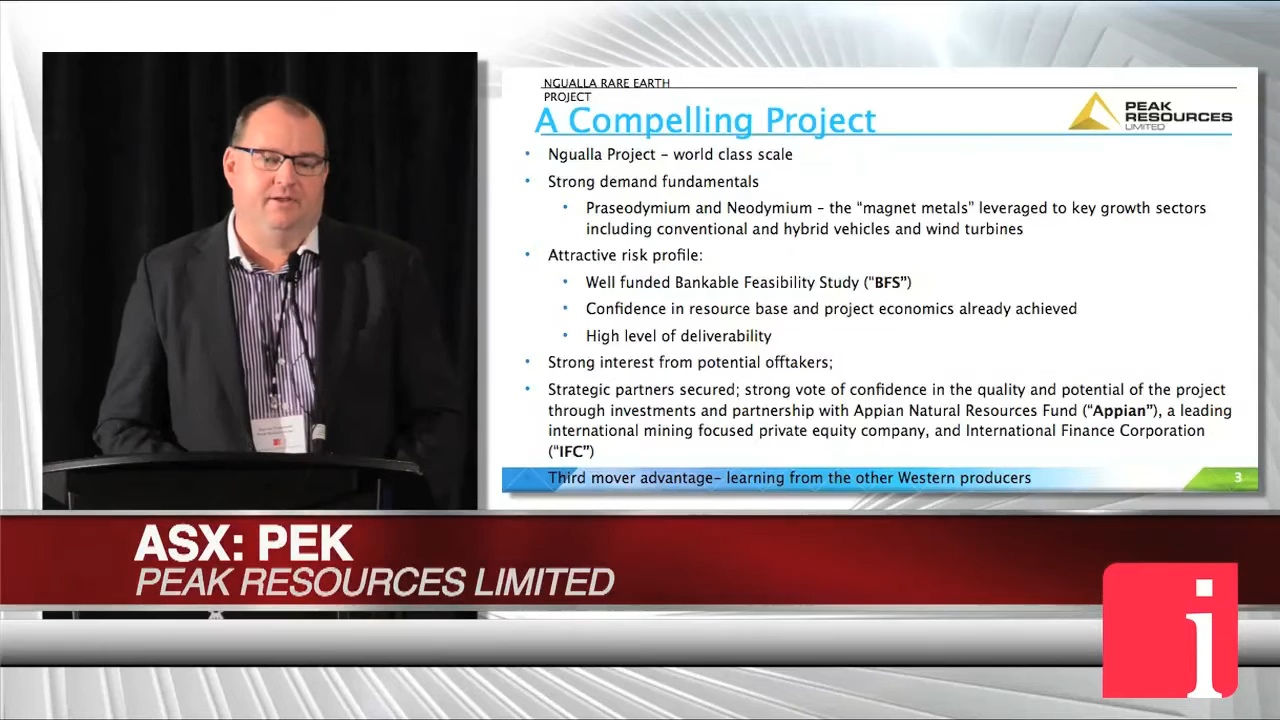 NGUALLA RARE EARTH
PROJECT
A Compelling Project
PEAK
RESOURCES
LIMITED
• Ngualla Project – world class scale
• Strong demand fundamentals
• Praseodymium and Neodymium – the “magnet metals” leveraged to key growth sectors
including conventional and hybrid vehicles and wind turbines
• Attractive risk profile:
• Well funded Bankable Feasibility Study (“BFS”)
• Confidence in resource base and project economics already achieved
• High level of deliverability
• Strong interest from potential offtakers;
• Strategic partners secured; strong vote of confidence in the quality and potential of the project
through investments and partnership with Appian Natural Resources Fund (“Appian”), a leading
international mining focused private equity company, and International Finance Corporation
(“IFC”)
Third mover advantage– learning from the other Western producers
3
ASX: PEK
PEAK RESOURCES LIMITED
i